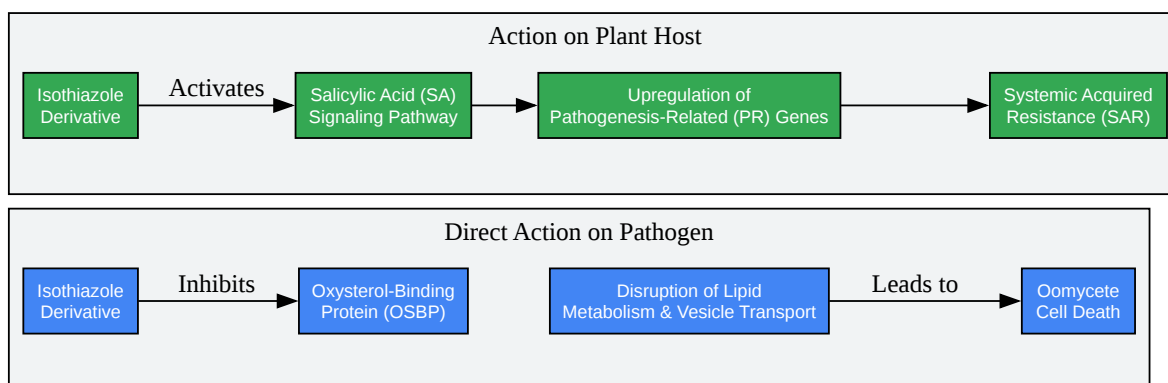 Action on Plant Host
Isothiazole
Derivative
Activates
Salicylic Acid (SA)
Signaling Pathway
Upregulation of
Pathogenesis-Related (PR) Genes
Systemic Acquired
Resistance (SAR)
Direct Action on Pathogen
Isothiazole
Derivative
Inhibits
Oxysterol-Binding
Protein (OSBP)
Disruption of Lipid
Metabolism & Vesicle Transport
Leads to
Oomycete
Cell Death